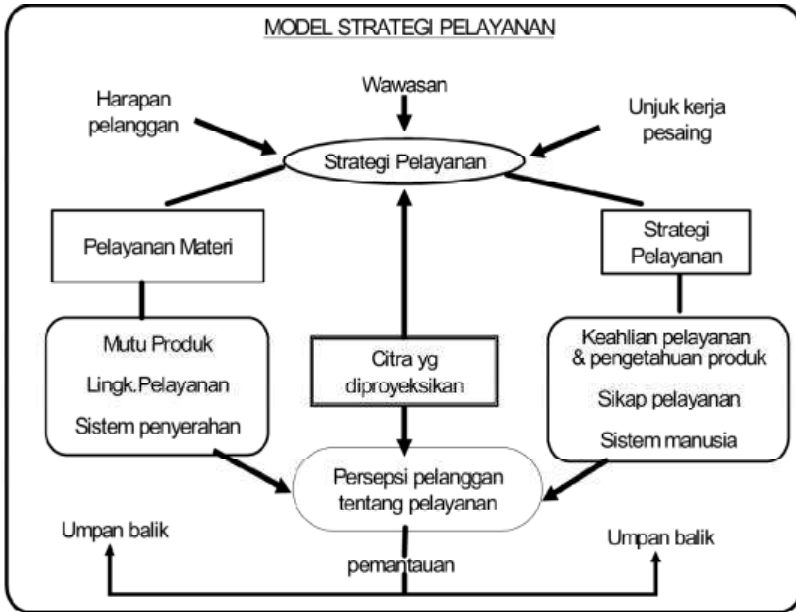 MODEL STRATEGI PELAYANAN
Harapan
pelanggan
Wawasan
Unjuk kerja
pesaing
Strategi Pelayanan
Pelayanan Materi
Strategi
Pelayanan
Mutu Produk
Lingk.Pelayanan
Sistem penyerahan
Citra yg
diproyeksikan
Keahlian pelayanan
& pengetahuan produk
Sikap pelayanan
Sistem manusia
Persepsi pelanggan
tentang pelayanan
Umpan balik
pemantauan
Umpan balik